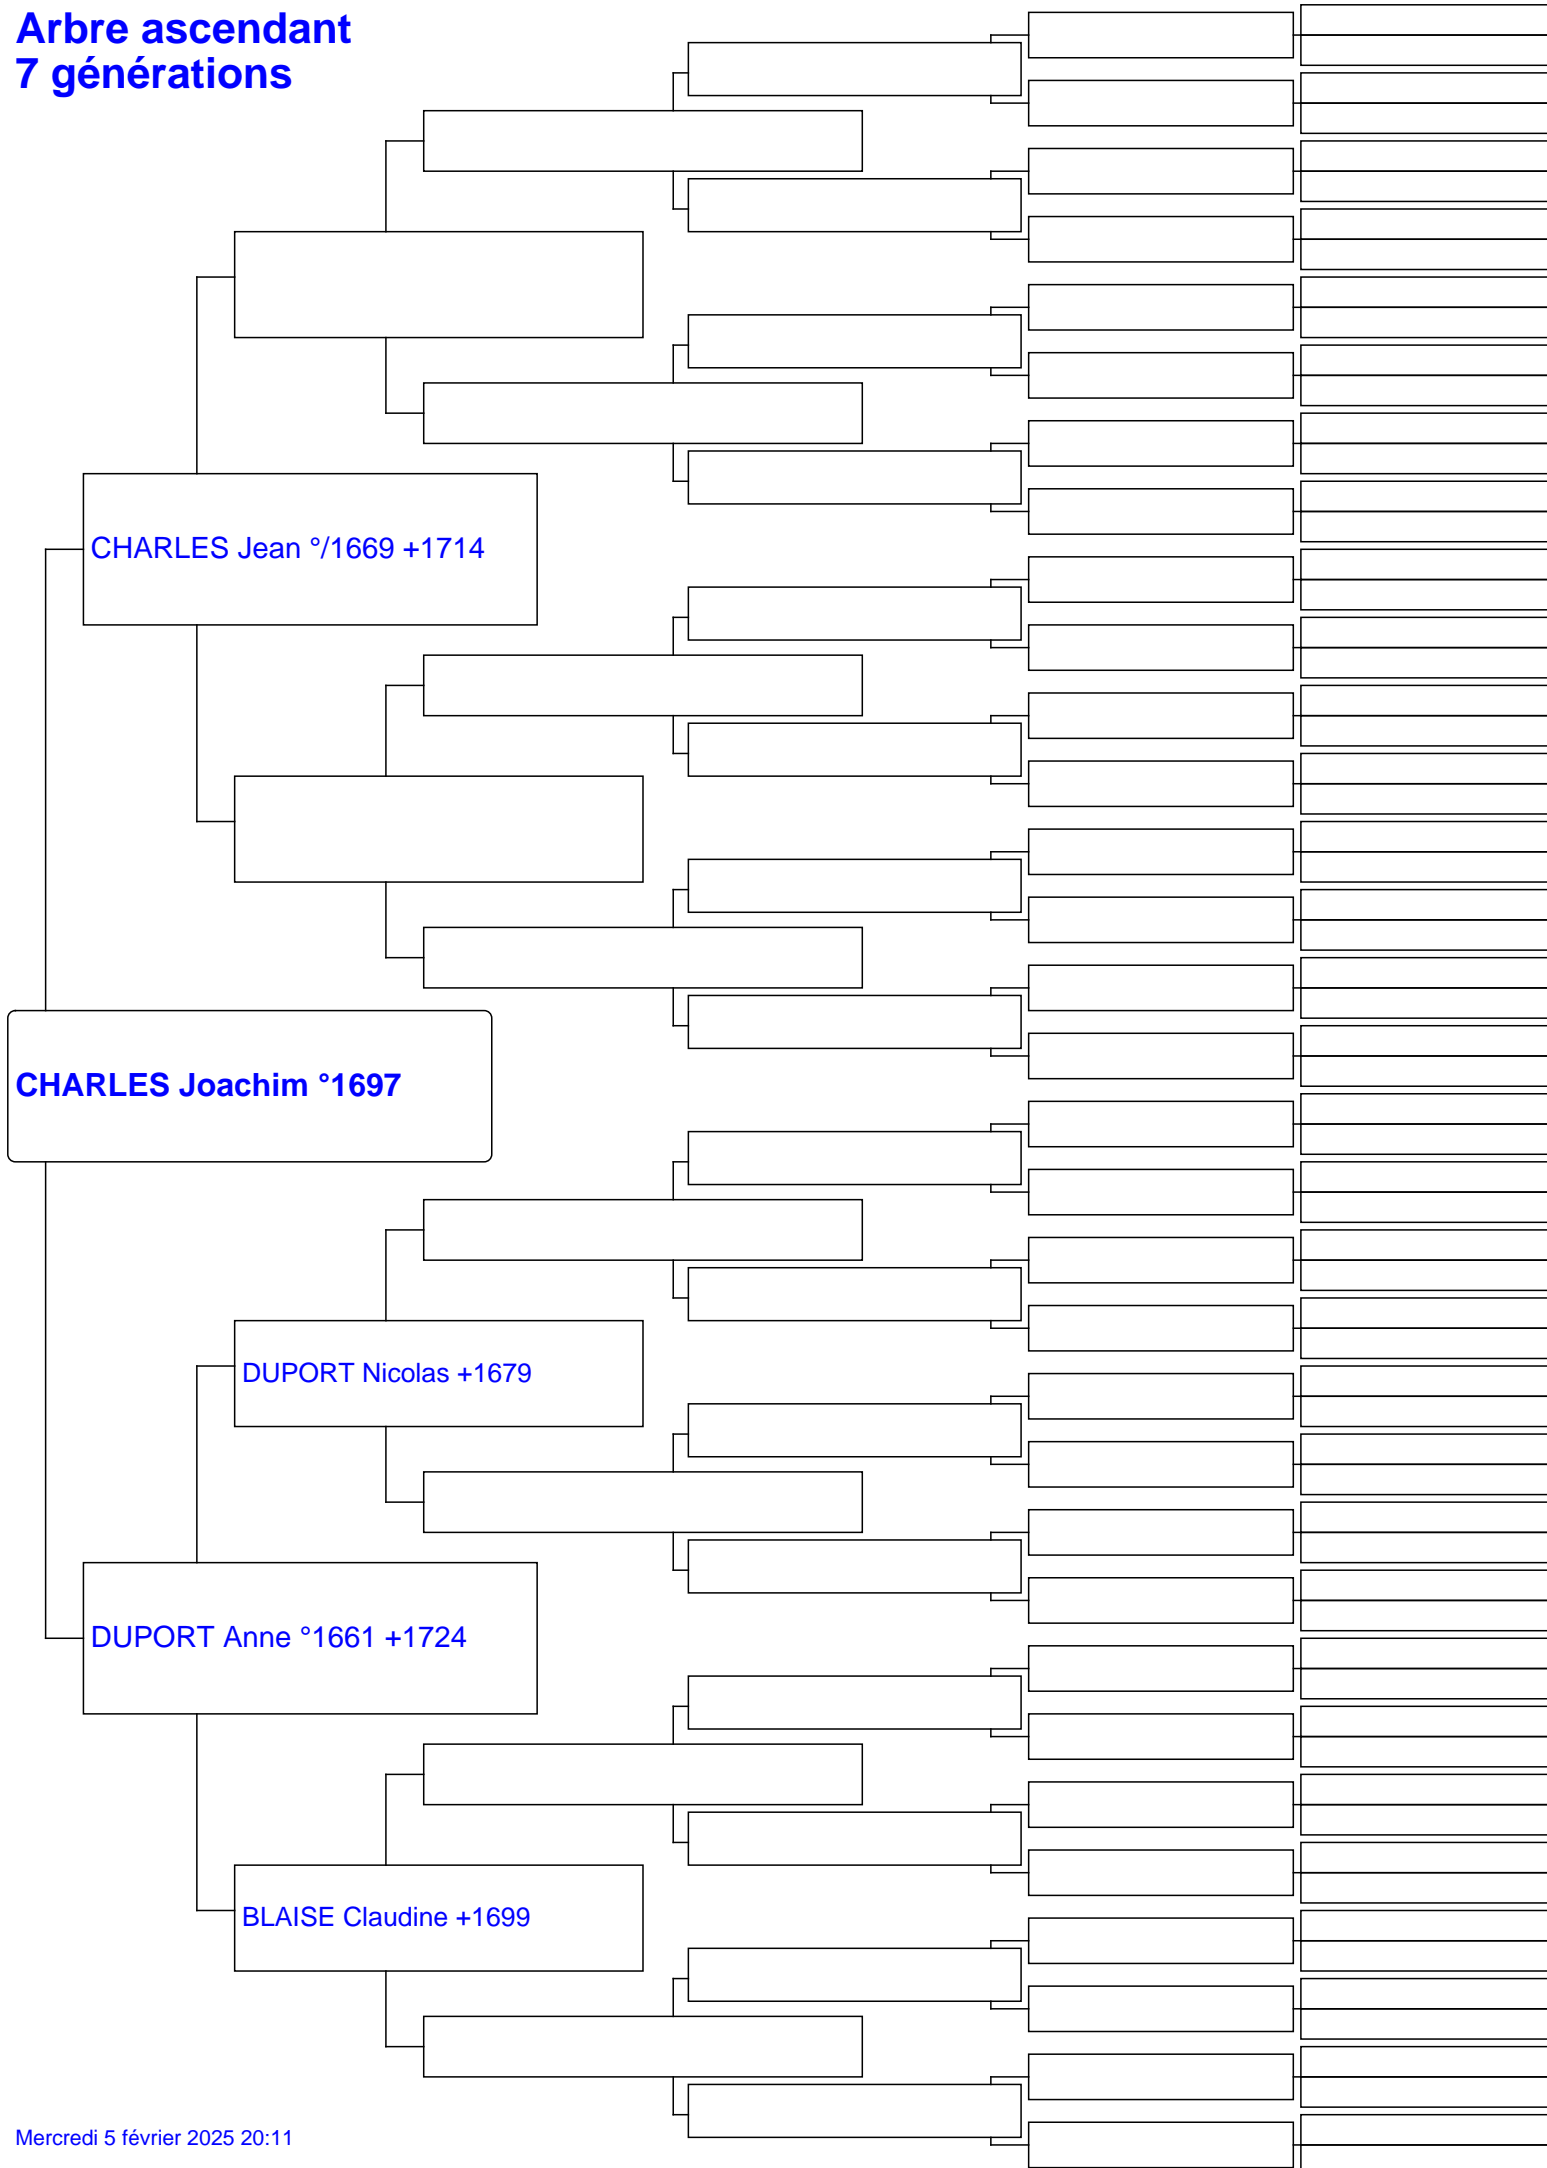 Arbre ascendant
7 générations
CHARLES Jean °/1669 +1714
CHARLES Joachim °1697
DUPORT Nicolas +1679
DUPORT Anne °1661 +1724
BLAISE Claudine +1699
Mercredi 5 février 2025 20:11